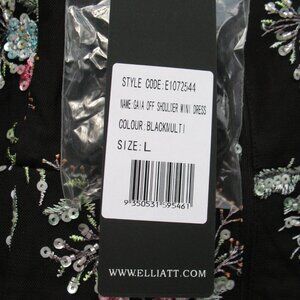 STYLE CODE:E1072544
NAME GAIA OFF SHOULDER MINI DRESS
COLOUR:BLACKMULTI
SIZE:L
9 350531 595461
WWW.ELLIATT.COM